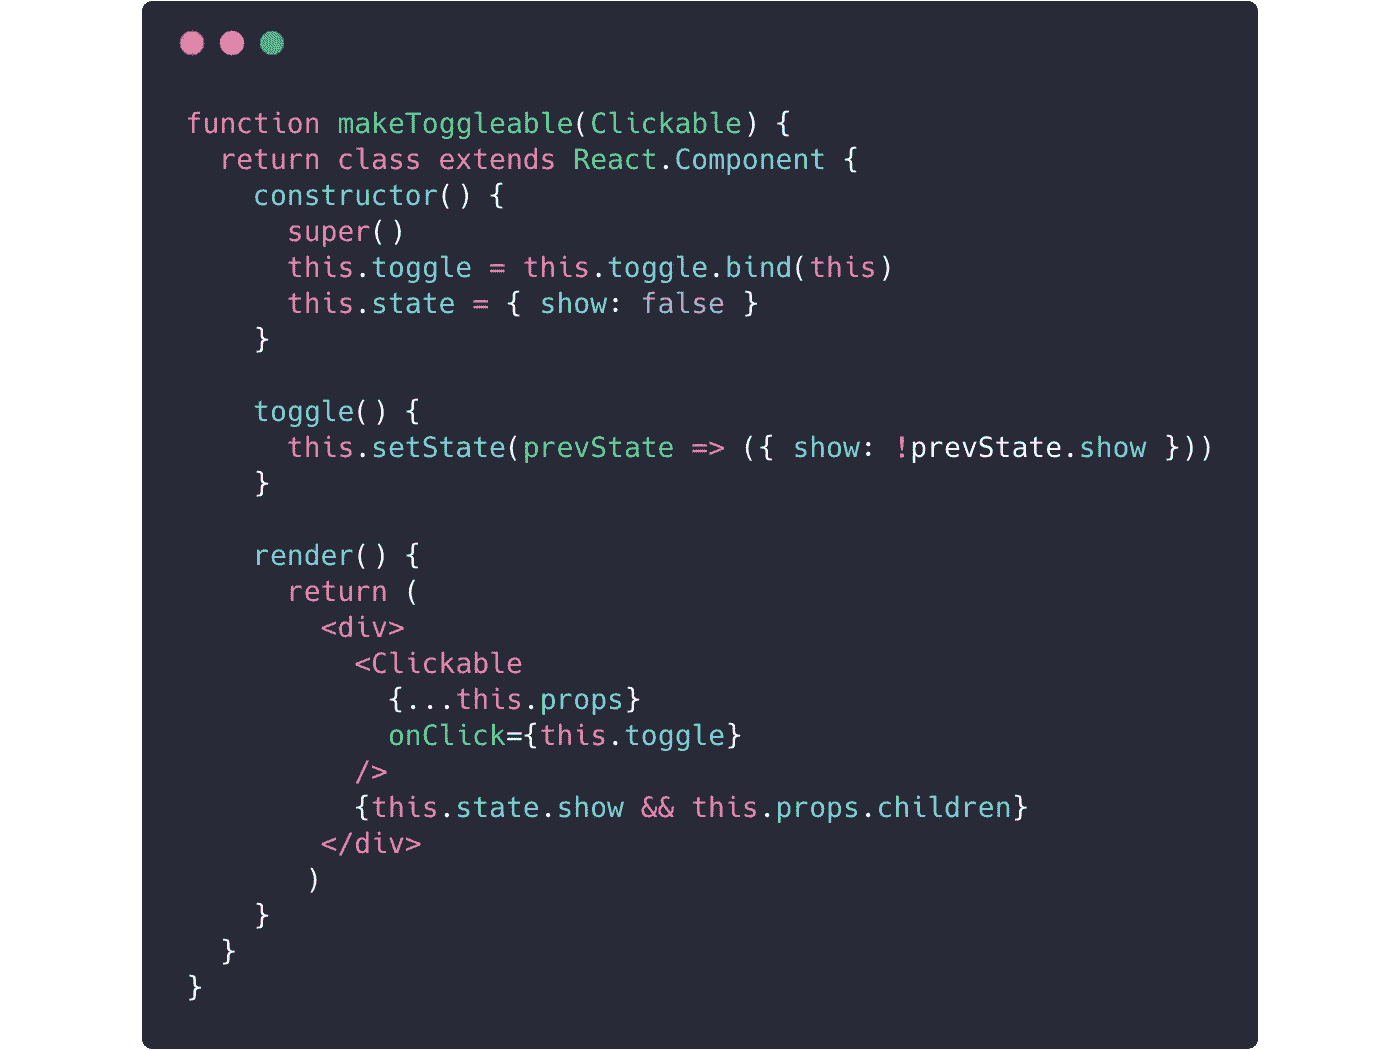 function makeToggleable(Clickable) {
  return class extends React.Component {
    constructor() {
      super()
      this.toggle = this.toggle.bind(this)
      this.state = { show: false }
    }

    toggle() {
      this.setState(prevState => ({ show: !prevState.show }))
    }

    render() {
      return (
        <div>
          <Clickable
            {...this.props}
            onClick={this.toggle}
          />
          {this.state.show && this.props.children}
        </div>
       )
    }
  }
}